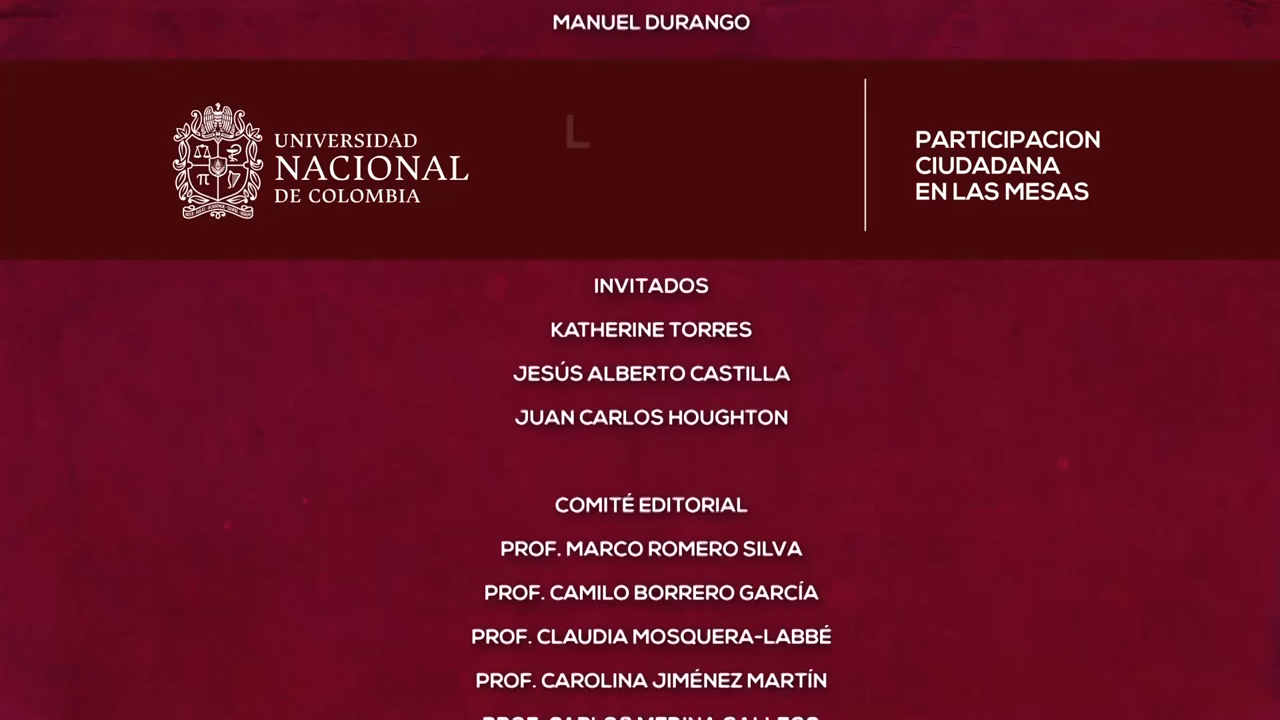 MANUEL DURANGO
UNIVERSIDAD
NACIONAL
DE COLOMBIA
L
PARTICIPACION
CIUDADANA
EN LAS MESAS
INVITADOS
KATHERINE TORRES
JESÚS ALBERTO CASTILLA
JUAN CARLOS HOUGHTON
COMITÉ EDITORIAL
PROF. MARCO ROMERO SILVA
PROF. CAMILO BORRERO GARCÍA
PROF. CLAUDIA MOSQUERA-LABBÉ
PROF. CAROLINA JIMÉNEZ MARTÍN